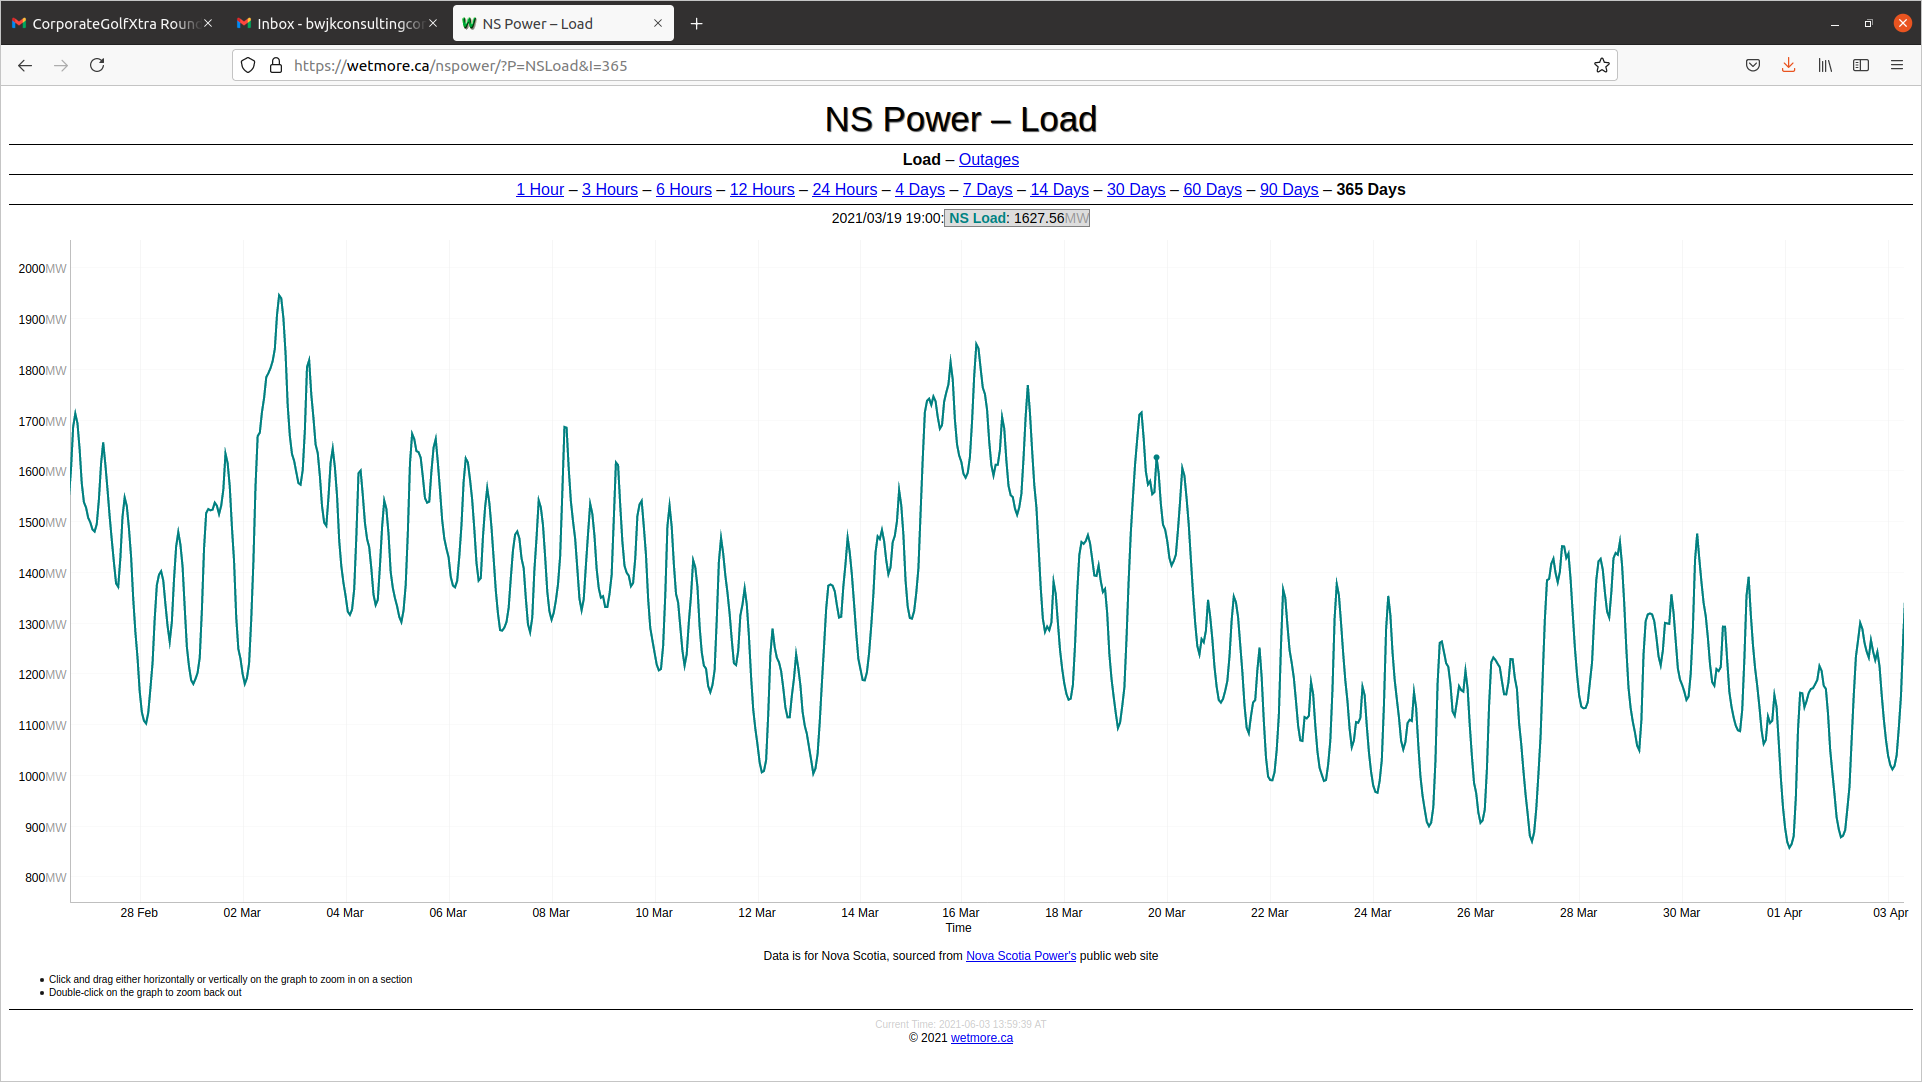 CorporateGolfXtra Roun
Inbox - bwjkconsultingco
NS Power – Load
https://wetmore.ca/nspower/?P=NSLoad&I=365
NS Power – Load
Load – Outages
1 Hour – 3 Hours – 6 Hours – 12 Hours – 24 Hours – 4 Days – 7 Days – 14 Days – 30 Days – 60 Days – 90 Days – 365 Days
2021/03/19 19:00: NS Load: 1627.56MW
2000MW
1900MW
1800MW
1700MW
1600MW
1500MW
1400MW
1300MW
1200MW
1100MW
1000MW
900MW
800MW
28 Feb 02 Mar 04 Mar 06 Mar 08 Mar 10 Mar 12 Mar 14 Mar 16 Mar 18 Mar 20 Mar 22 Mar 24 Mar 26 Mar 28 Mar 30 Mar 01 Apr 03 Apr
Time
Data is for Nova Scotia, sourced from Nova Scotia Power's public web site
• Click and drag either horizontally or vertically on the graph to zoom in on a section
• Double-click on the graph to zoom back out
Current Time: 2021-06-03 13:59:39 AT
© 2021 wetmore.ca